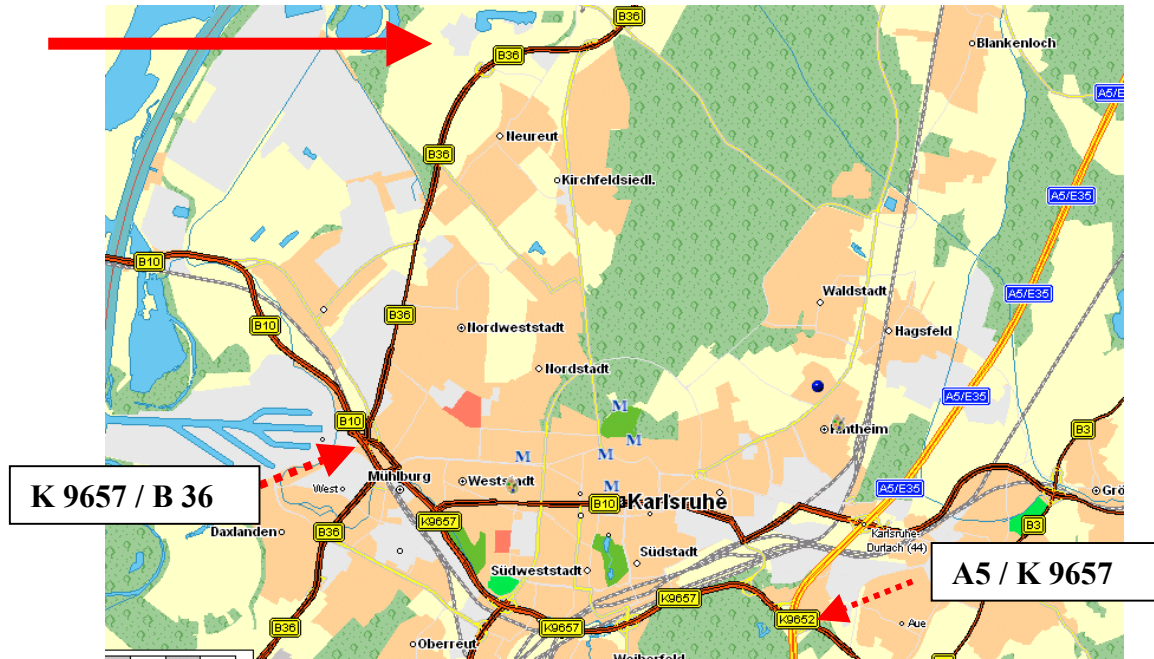 B36
Blankenloch
B36
A5/E
Neureut
B36
Kirchfeldsiedl.
A5/E35
B10
A5/E35
Waldstadt
B36
B10
Nordweststadt
Hagsfeld
Nordstadt
A5/E35
M
B10
M
B3
M
M
K 9657 / B 36
Mühlburg
Weststadt
M
A5/E35
Grö
West
B10
Karlsruhe
K9657
B3
Daxlanden
B36
Karlsruhe-
Durlach (44)
Südstadt
Südweststadt
A5 / K 9657
K9657
K9652
Aue
B36
K9657
Oberreut